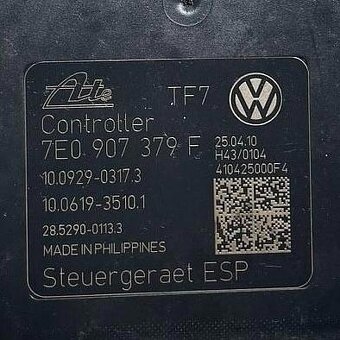 Ate TF7
Controller
7E0 907 379 F
25.04.10
H43/0104
410425000F4
10.0929-0317.3
10.0619-3510.1
28.5290-0113.3
MADE IN PHILIPPINES
Steuergeraet ESP